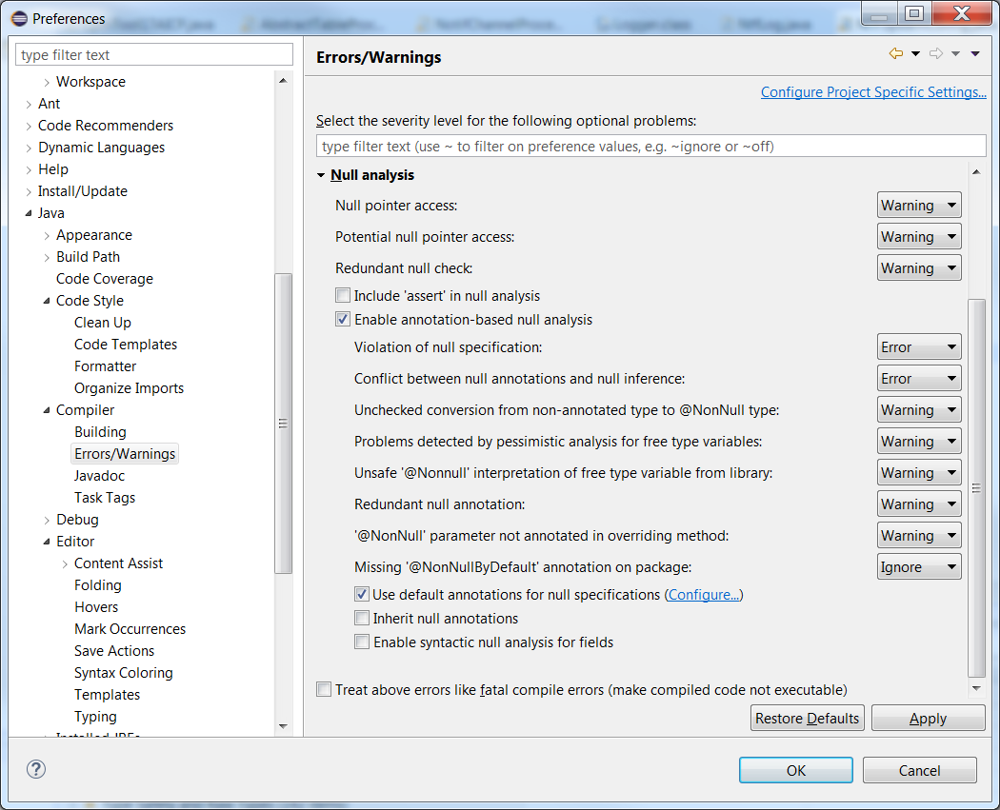 Preferences
type filter text
Workspace
Ant
Code Recommenders
Dynamic Languages
Help
Install/Update
Java
Appearance
Build Path
Code Coverage
Code Style
Clean Up
Code Templates
Formatter
Organize Imports
Compiler
Building
Errors/Warnings
Javadoc
Task Tags
Debug
Editor
Content Assist
Folding
Hovers
Mark Occurrences
Save Actions
Syntax Coloring
Templates
Typing
Errors/Warnings
Configure Project Specific Settings...
Select the severity level for the following optional problems:
type filter text (use ~ to filter on preference values, e.g. ~ignore or ~off)
Null analysis
Null pointer access: Warning
Potential null pointer access: Warning
Redundant null check: Warning
Include 'assert' in null analysis
Enable annotation-based null analysis
Violation of null specification: Error
Conflict between null annotations and null inference: Error
Unchecked conversion from non-annotated type to @NonNull type: Warning
Problems detected by pessimistic analysis for free type variables: Warning
Unsafe '@Nonnull' interpretation of free type variable from library: Warning
Redundant null annotation: Warning
'@NonNull' parameter not annotated in overriding method: Warning
Missing '@NonNullByDefault' annotation on package: Ignore
Use default annotations for null specifications (Configure...)
Inherit null annotations
Enable syntactic null analysis for fields
Treat above errors like fatal compile errors (make compiled code not executable)
Restore Defaults Apply
OK Cancel